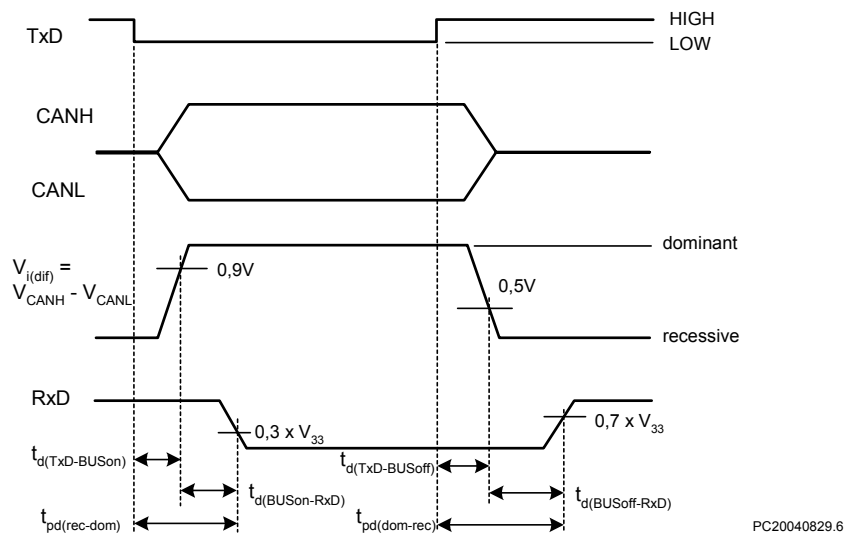 TxD
HIGH
LOW
CANH
CANL
dominant
V_i(dif) =
V_CANH - V_CANL
0,9V
0,5V
recessive
RxD
0,3 x V_33
0,7 x V_33
t_d(TxD-BUSon)
t_d(TxD-BUSoff)
t_d(BUSon-RxD)
t_d(BUSoff-RxD)
t_pd(rec-dom)
t_pd(dom-rec)
PC20040829.6